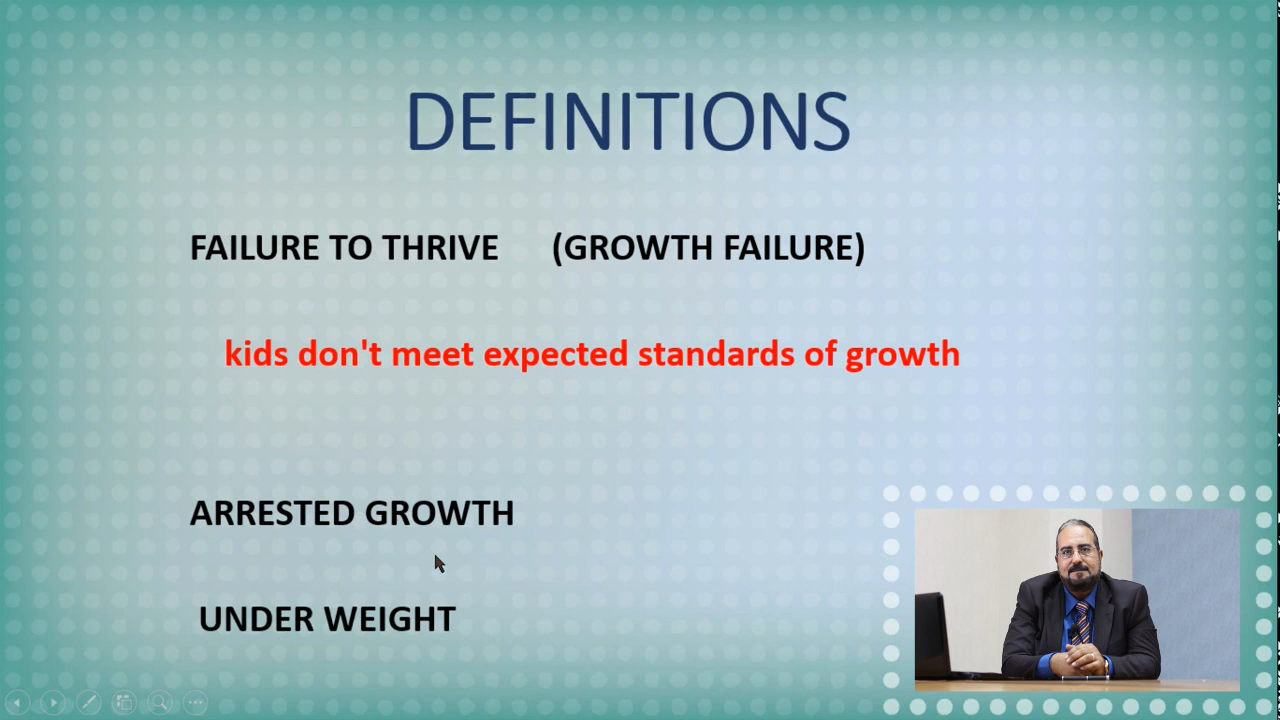 DEFINITIONS
FAILURE TO THRIVE (GROWTH FAILURE)
kids don't meet expected standards of growth
ARRESTED GROWTH
UNDER WEIGHT